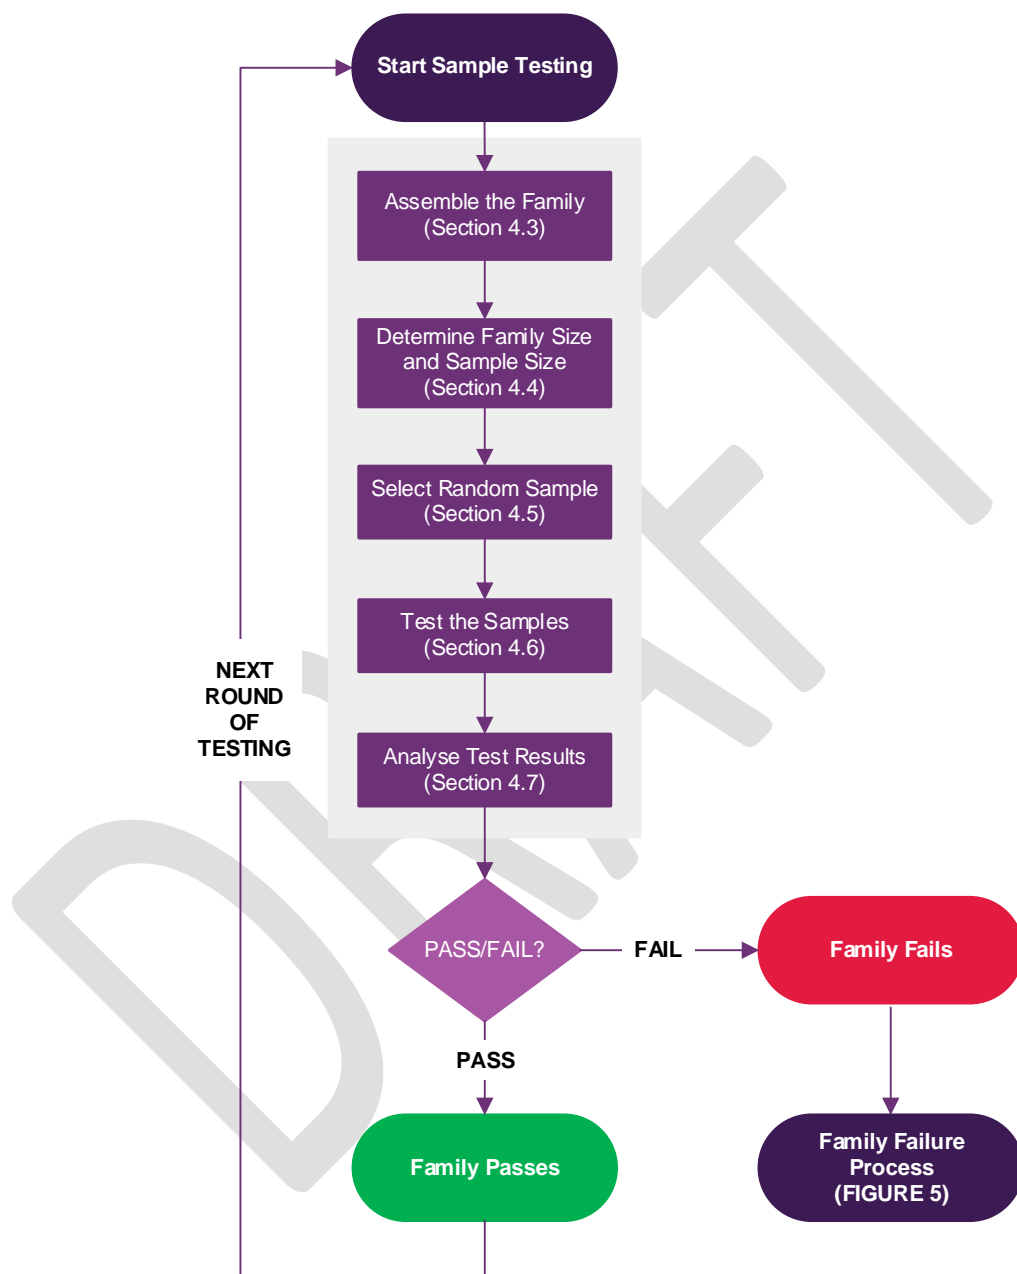 Start Sample Testing
Assemble the Family
(Section 4.3)
Determine Family Size
and Sample Size
(Section 4.4)
Select Random Sample
(Section 4.5)
Test the Samples
(Section 4.6)
NEXT
ROUND
OF
TESTING
Analyse Test Results
(Section 4.7)
PASS/FAIL?
FAIL
Family Fails
PASS
Family Passes
Family Failure
Process
(FIGURE 5)
DRAFT